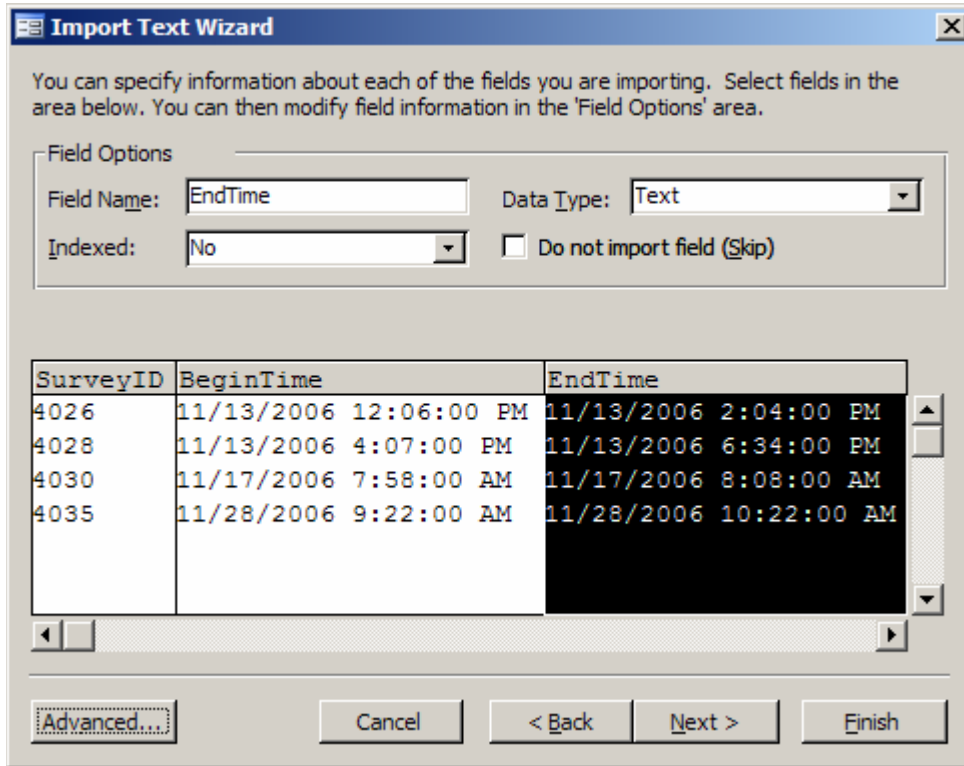 Import Text Wizard
You can specify information about each of the fields you are importing. Select fields in the
area below. You can then modify field information in the 'Field Options' area.
Field Options
Field Name: EndTime Data Type: Text
Indexed: No Do not import field (Skip)
SurveyID BeginTime EndTime
4026 11/13/2006 12:06:00 PM 11/13/2006 2:04:00 PM
4028 11/13/2006 4:07:00 PM 11/13/2006 6:34:00 PM
4030 11/17/2006 7:58:00 AM 11/17/2006 8:08:00 AM
4035 11/28/2006 9:22:00 AM 11/28/2006 10:22:00 AM
Advanced... Cancel < Back Next > Finish